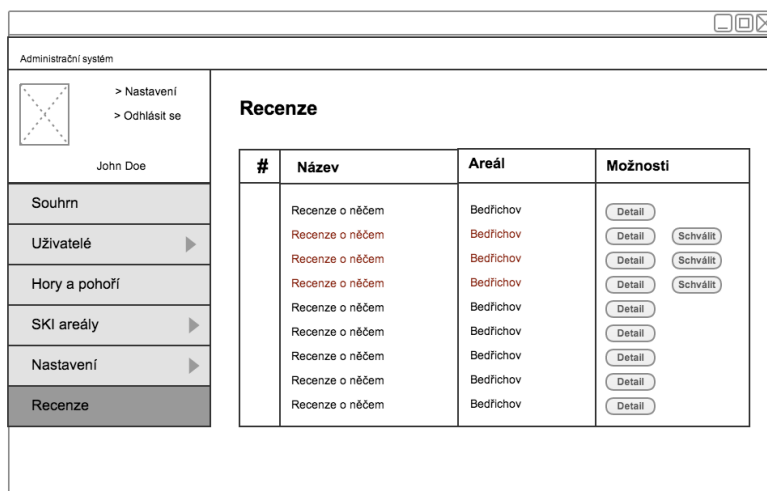 Administrační systém
> Nastavení
> Odhlásit se
John Doe
Souhrn
Uživatelé
Hory a pohoří
SKI areály
Nastavení
Recenze
Recenze
# Název Areál Možnosti
Recenze o něčem Bedřichov Detail
Recenze o něčem Bedřichov Detail Schválit
Recenze o něčem Bedřichov Detail Schválit
Recenze o něčem Bedřichov Detail Schválit
Recenze o něčem Bedřichov Detail
Recenze o něčem Bedřichov Detail
Recenze o něčem Bedřichov Detail
Recenze o něčem Bedřichov Detail
Recenze o něčem Bedřichov Detail